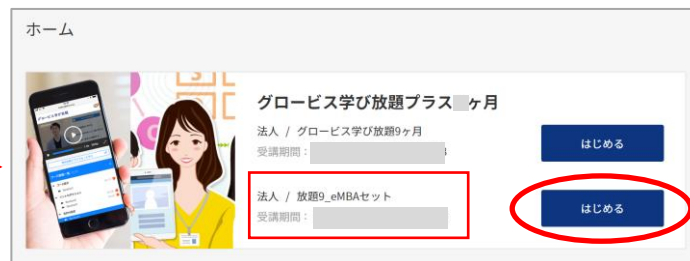 ホーム
グロービス学び放題プラス ヶ月
法人 / グロービス学び放題9ヶ月
受講期間：
はじめる
法人 / 放題9_eMBAセット
受講期間：
はじめる